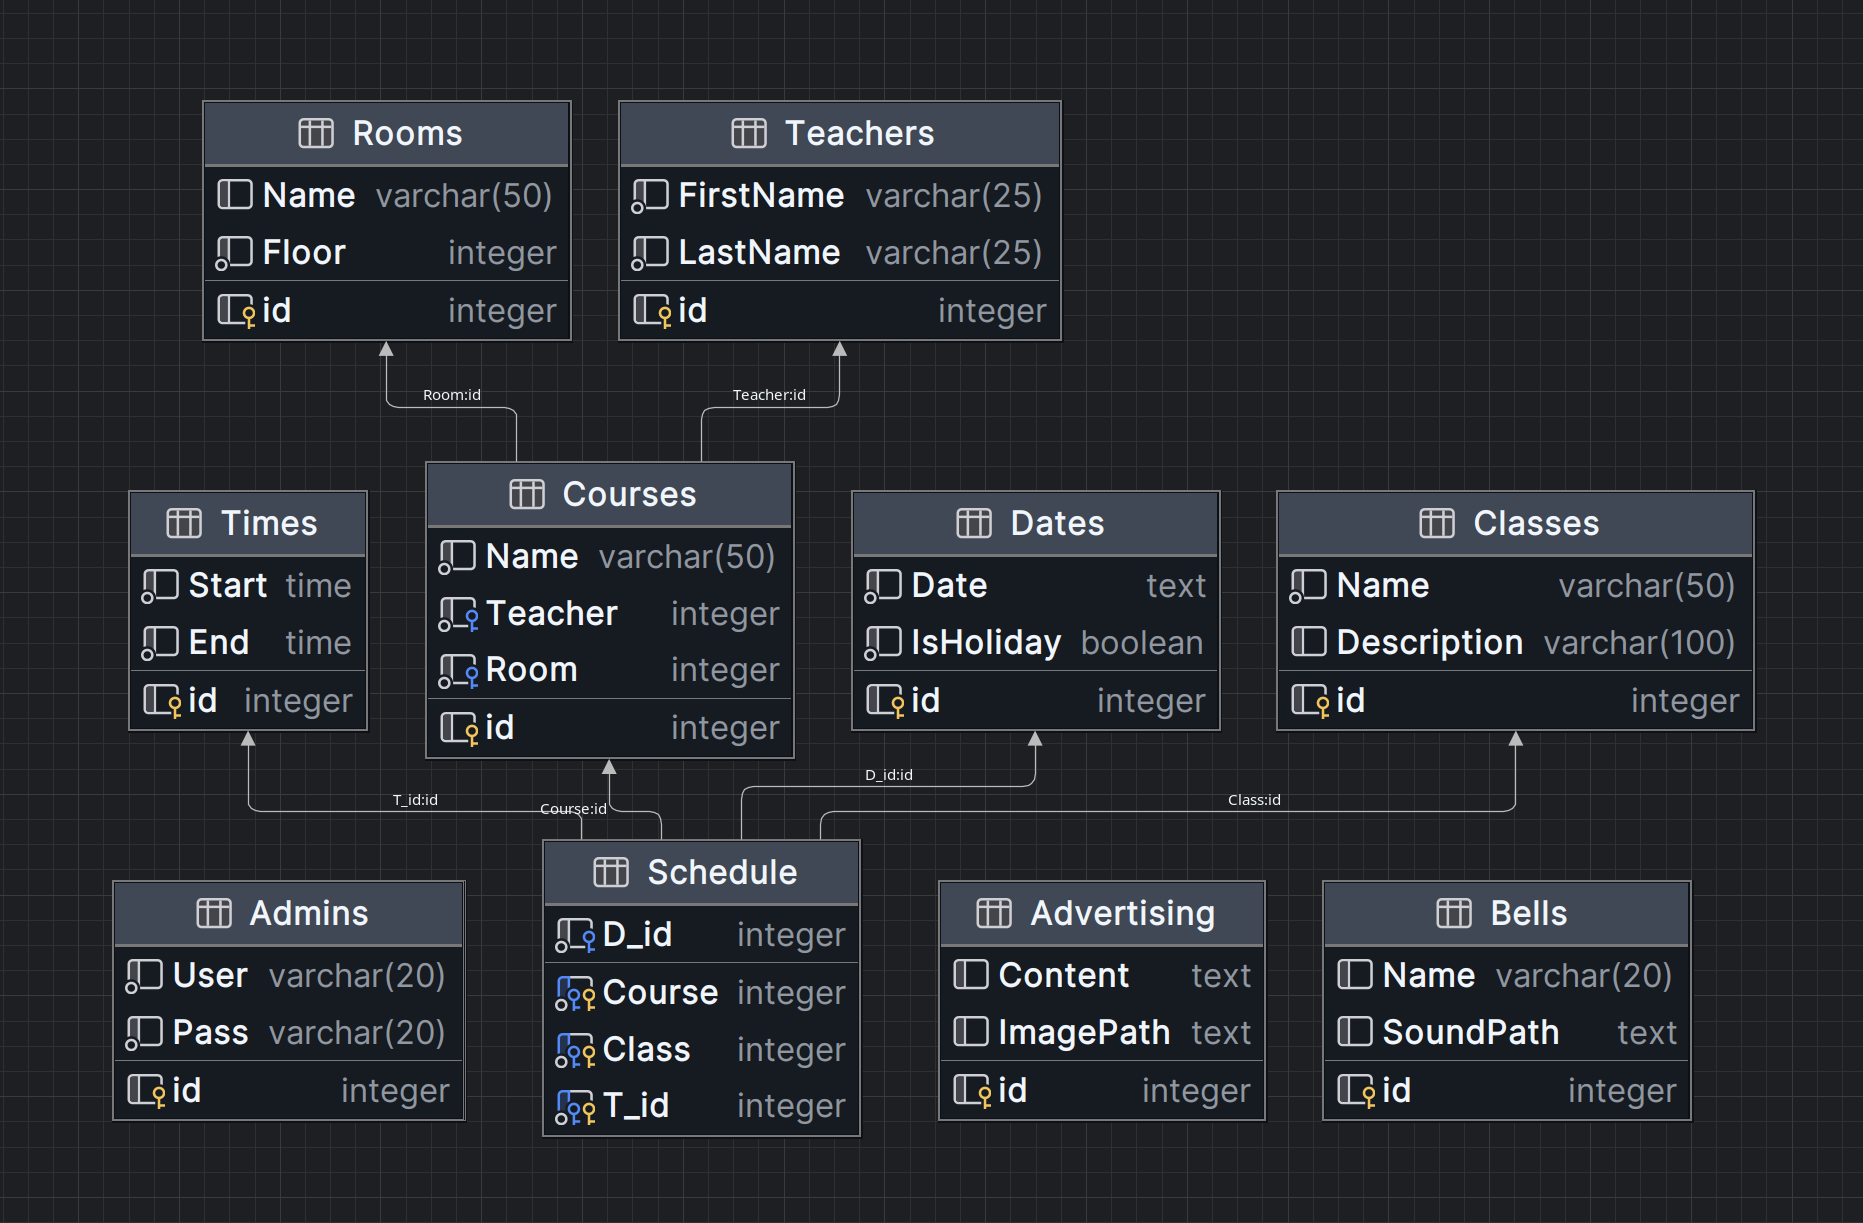 Rooms
Name varchar(50)
Floor integer
id integer
Teachers
FirstName varchar(25)
LastName varchar(25)
id integer
Room:id
Teacher:id
Times
Start time
End time
id integer
Courses
Name varchar(50)
Teacher integer
Room integer
id integer
Dates
Date text
IsHoliday boolean
id integer
Classes
Name varchar(50)
Description varchar(100)
id integer
T_id:id
Course:id
D_id:id
Class:id
Admins
User varchar(20)
Pass varchar(20)
id integer
Schedule
D_id integer
Course integer
Class integer
T_id integer
Advertising
Content text
ImagePath text
id integer
Bells
Name varchar(20)
SoundPath text
id integer